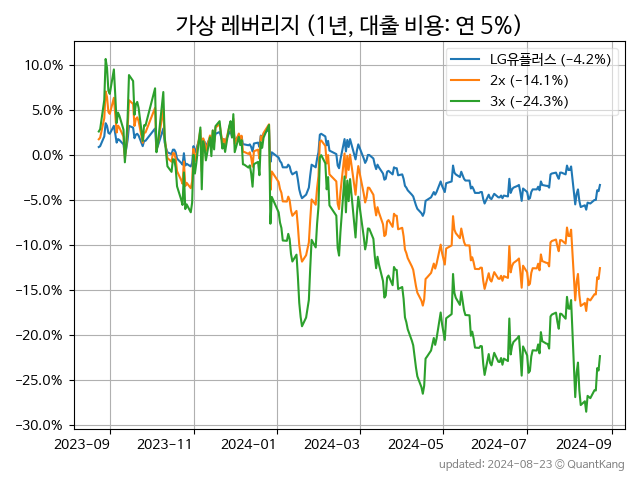 가상 레버리지 (1년, 대출 비용: 연 5%)
LG유플러스 (−4.2%)
2x (−14.1%)
3x (−24.3%)
10.0%
5.0%
0.0%
−5.0%
−10.0%
−15.0%
−20.0%
−25.0%
−30.0%
2023-09 2023-11 2024-01 2024-03 2024-05 2024-07 2024-09
updated: 2024-08-23 ⓒ QuantKang